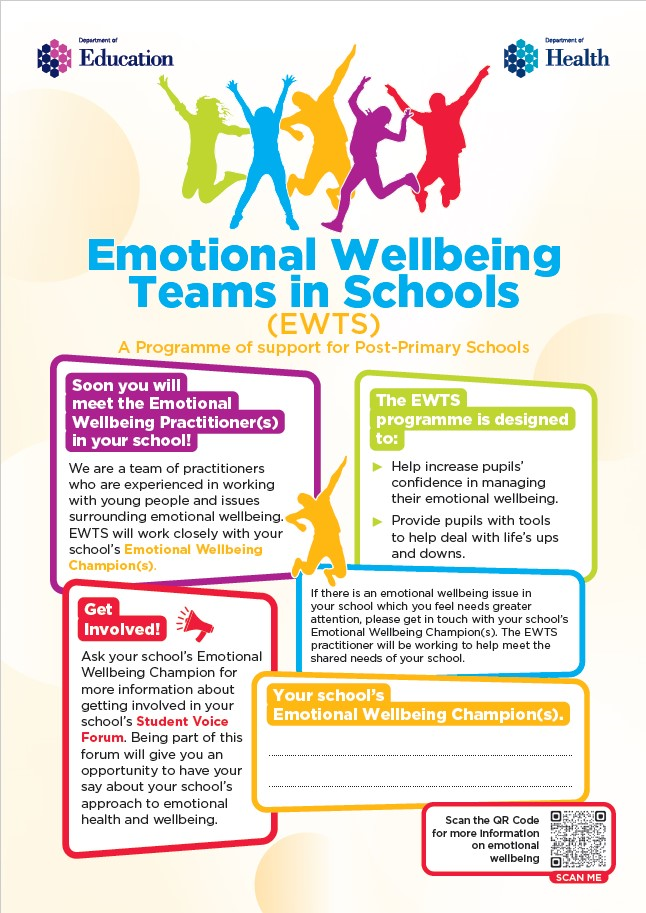 Department of
Education
Department of
Health
Emotional Wellbeing
Teams in Schools
(EWTS)
A Programme of support for Post-Primary Schools
Soon you will
meet the Emotional
Wellbeing Practitioner(s)
in your school!
We are a team of practitioners
who are experienced in working
with young people and issues
surrounding emotional wellbeing.
EWTS will work closely with your
school's Emotional Wellbeing
Champion(s).
The EWTS
programme is designed
to:
Help increase pupils'
confidence in managing
their emotional wellbeing.
Provide pupils with tools
to help deal with life's ups
and downs.
If there is an emotional wellbeing issue in
your school which you feel needs greater
attention, please get in touch with your school's
Emotional Wellbeing Champion(s). The EWTS
practitioner will be working to help meet the
shared needs of your school.
Get
Involved!
Ask your school's Emotional
Wellbeing Champion for
more information about
getting involved in your
school's Student Voice
Forum. Being part of this
forum will give you an
opportunity to have your
say about your school's
approach to emotional
health and wellbeing.
Your school's
Emotional Wellbeing Champion(s).
Scan the QR Code
for more information
on emotional
wellbeing
SCAN ME